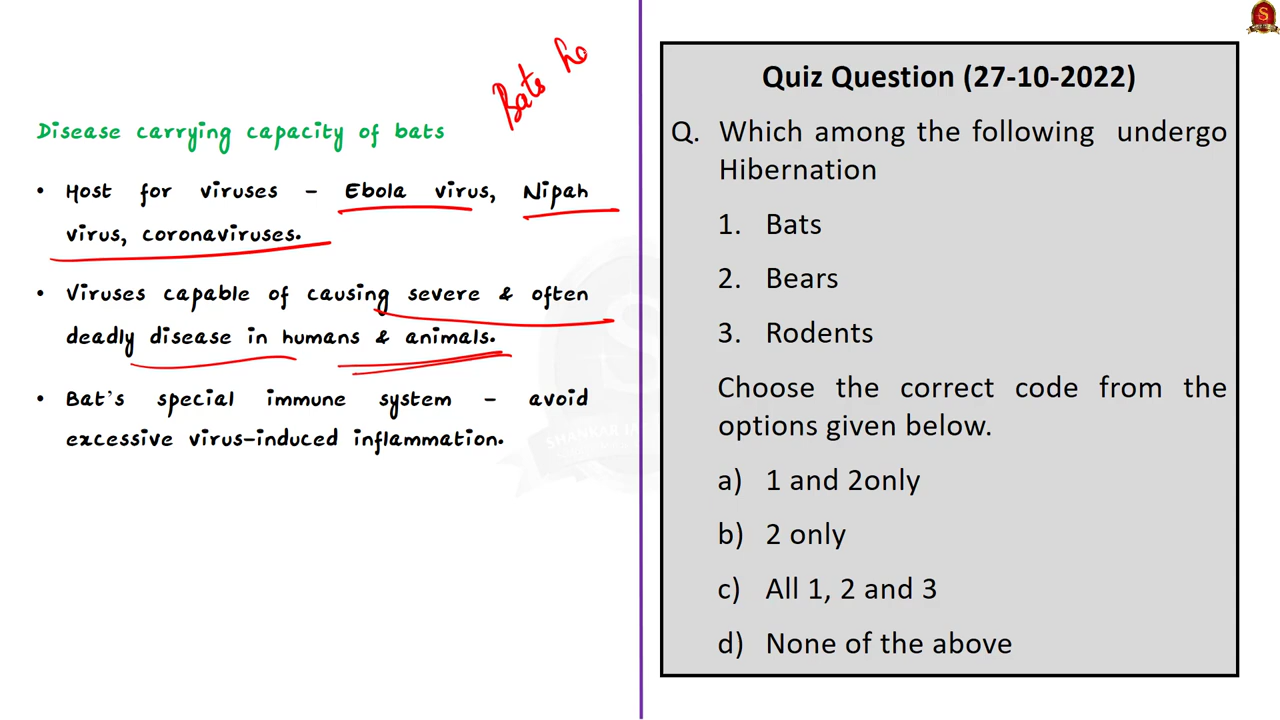 Bats ho
Disease carrying capacity of bats
• Host for viruses – Ebola virus, Nipah
virus, coronaviruses.
• Viruses capable of causing severe & often
deadly disease in humans & animals.
• Bat's special immune system – avoid
excessive virus-induced inflammation.
SHANKAR IA
S
Quiz Question (27-10-2022)
Q. Which among the following undergo
Hibernation
1. Bats
2. Bears
3. Rodents
Choose the correct code from the
options given below.
a) 1 and 2only
b) 2 only
c) All 1, 2 and 3
d) None of the above